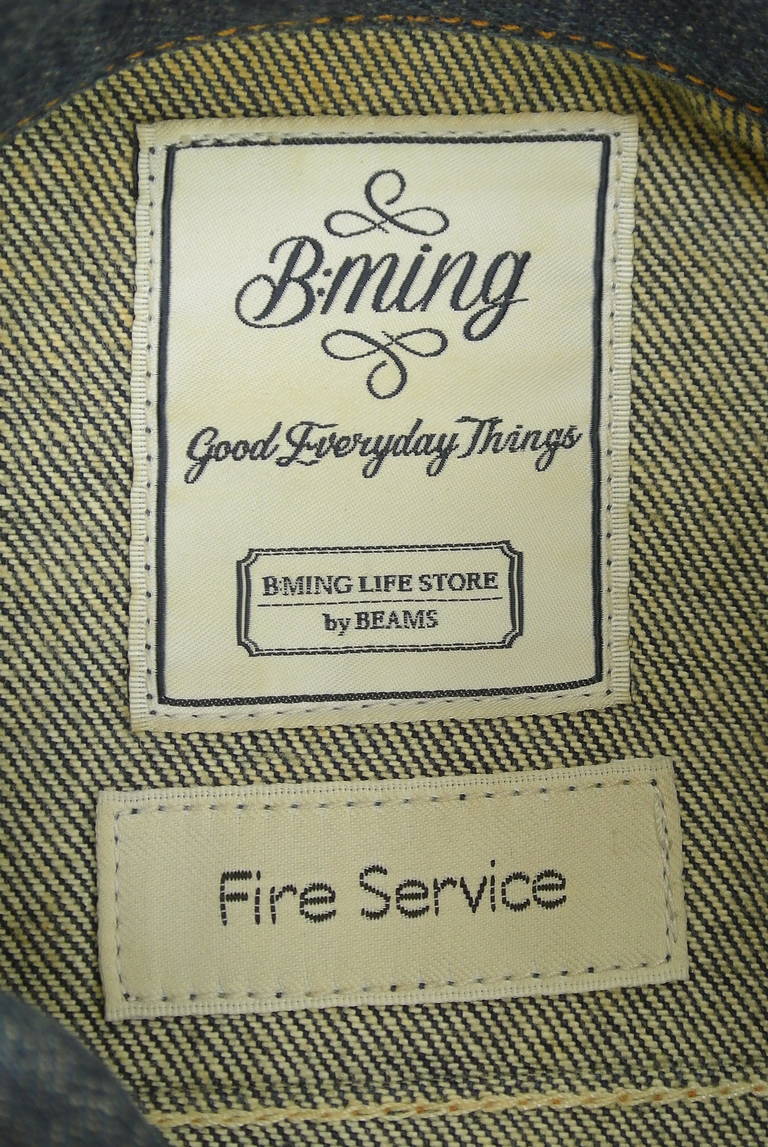 B:ming
Good Everyday Things
B:MING LIFE STORE
by BEAMS
Fire Service